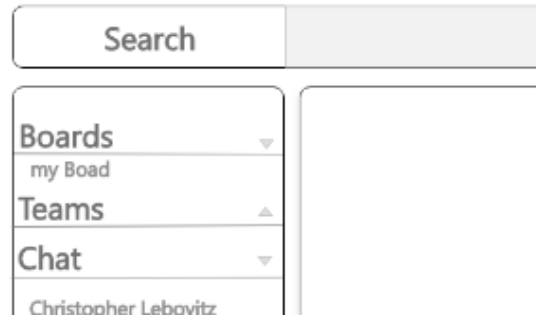 Search
Boards
my Boad
Teams
Chat
Christopher Lebovitz